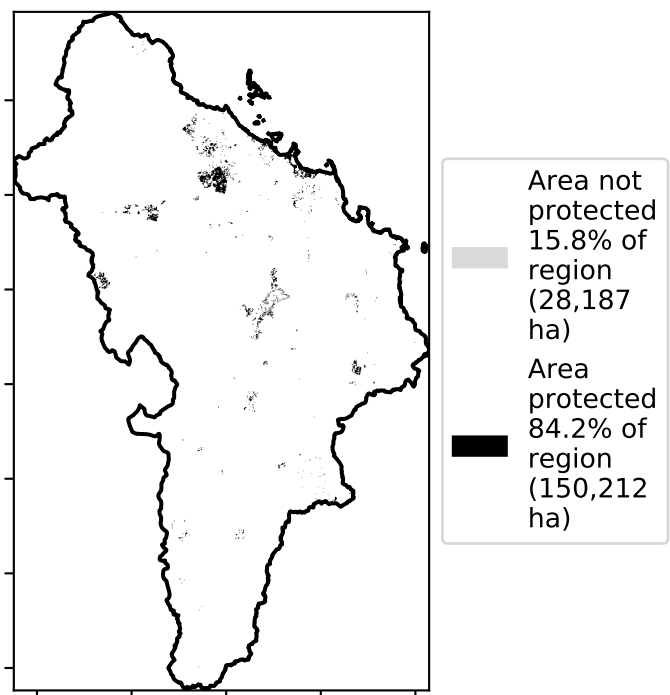 Area not
protected
15.8% of
region
(28,187
ha)
Area
protected
84.2% of
region
(150,212
ha)